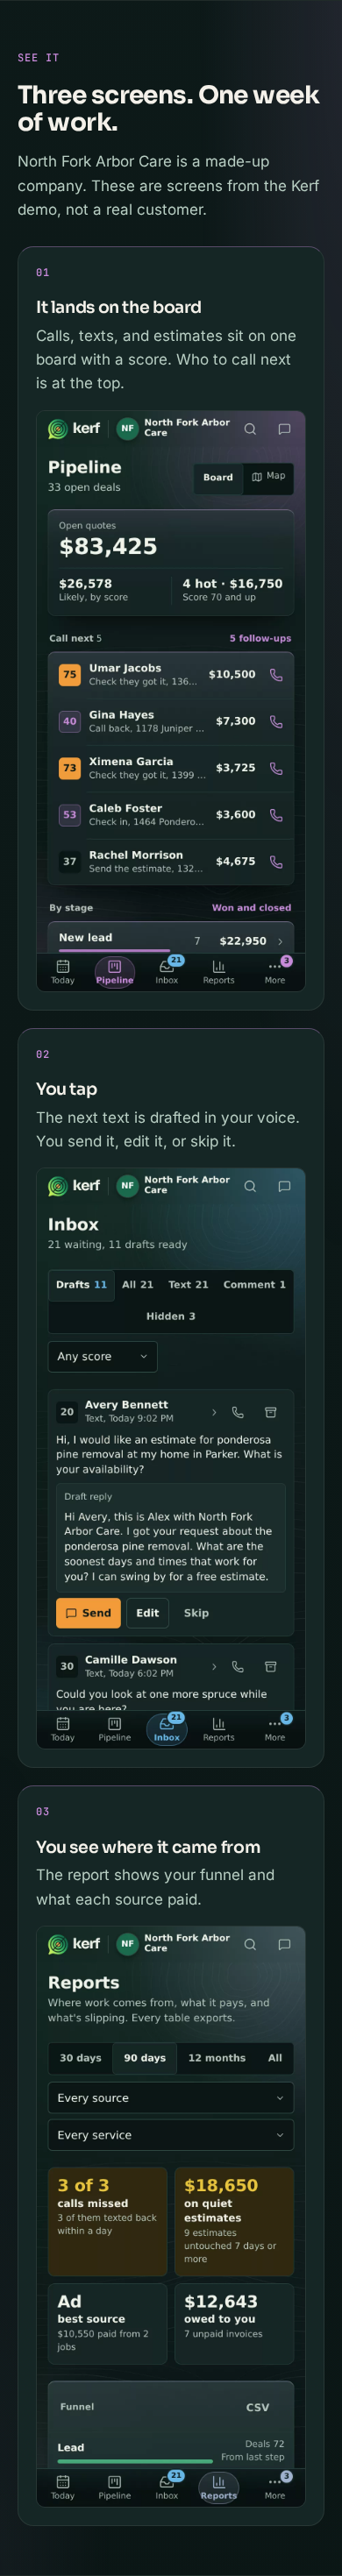 SEE IT
Three screens. One week
of work.
North Fork Arbor Care is a made-up
company. These are screens from the Kerf
demo, not a real customer.
01
It lands on the board
Calls, texts, and estimates sit on one
board with a score. Who to call next
is at the top.
kerf
NF
North Fork Arbor
Care
Pipeline
33 open deals
Board
Map
Open quotes
$83,425
$26,578
Likely, by score
4 hot · $16,750
Score 70 and up
Call next 5
5 follow-ups
75
Umar Jacobs
Check they got it, 136...
$10,500
40
Gina Hayes
Call back, 1178 Juniper ...
$7,300
73
Ximena Garcia
Check they got it, 1399 ...
$3,725
53
Caleb Foster
Check in, 1464 Pondero...
$3,600
37
Rachel Morrison
Send the estimate, 132...
$4,675
By stage
Won and closed
New lead
7
$22,950
Today
Pipeline
21
Inbox
Reports
3
More
02
You tap
The next text is drafted in your voice.
You send it, edit it, or skip it.
kerf
NF
North Fork Arbor
Care
Inbox
21 waiting, 11 drafts ready
Drafts 11
All 21
Text 21
Comment 1
Hidden 3
Any score
20
Avery Bennett
Text, Today 9:02 PM
Hi, I would like an estimate for ponderosa
pine removal at my home in Parker. What is
your availability?
Draft reply
Hi Avery, this is Alex with North Fork
Arbor Care. I got your request about the
ponderosa pine removal. What are the
soonest days and times that work for
you? I can swing by for a free estimate.
Send
Edit
Skip
30
Camille Dawson
Text, Today 6:02 PM
Could you look at one more spruce while
you are here?
Today
Pipeline
21
Inbox
Reports
3
More
03
You see where it came from
The report shows your funnel and
what each source paid.
kerf
NF
North Fork Arbor
Care
Reports
Where work comes from, what it pays, and
what's slipping. Every table exports.
30 days
90 days
12 months
All
Every source
Every service
3 of 3
calls missed
3 of them texted back
within a day
$18,650
on quiet
estimates
9 estimates
untouched 7 days or
more
Ad
best source
$10,550 paid from 2
jobs
$12,643
owed to you
7 unpaid invoices
Funnel
CSV
Lead
Deals 72
From last step
Today
Pipeline
21
Inbox
Reports
3
More